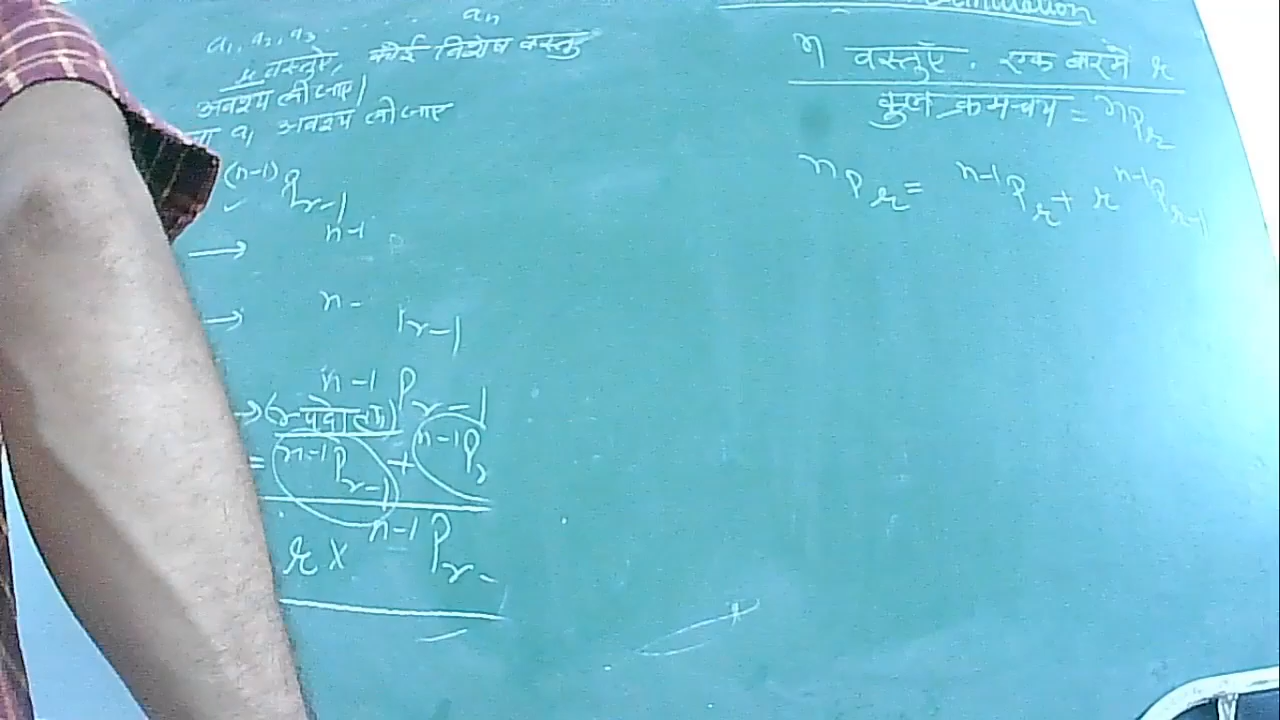 a₁, a₂, a₃ ........ aₙ
वस्तुएँ, कोई विशेष वस्तु
अवश्य ली जाए।
a₁ अवश्य ली जाए
(n-1) Pr-1
n-1
→
→ n-
r-1
n-1 P r-1
→ (r-
= n-1 P r- + n-1 P
r × n-1 P r-
n वस्तुएँ . एक बार में r
कुल क्रमचय = nPr
nPr = n-1Pr + r n-1Pr-1